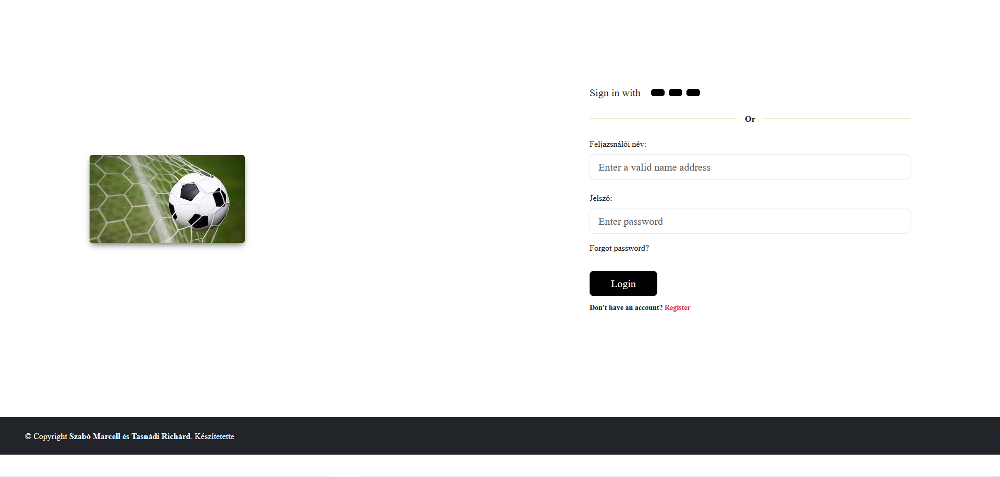 Sign in with
Or
Feljazsnálói név:
Enter a valid name address
Jelszó:
Enter password
Forgot password?
Login
Don't have an account? Register
© Copyright Szabó Marcell és Tasnádi Richárd. Készítetette